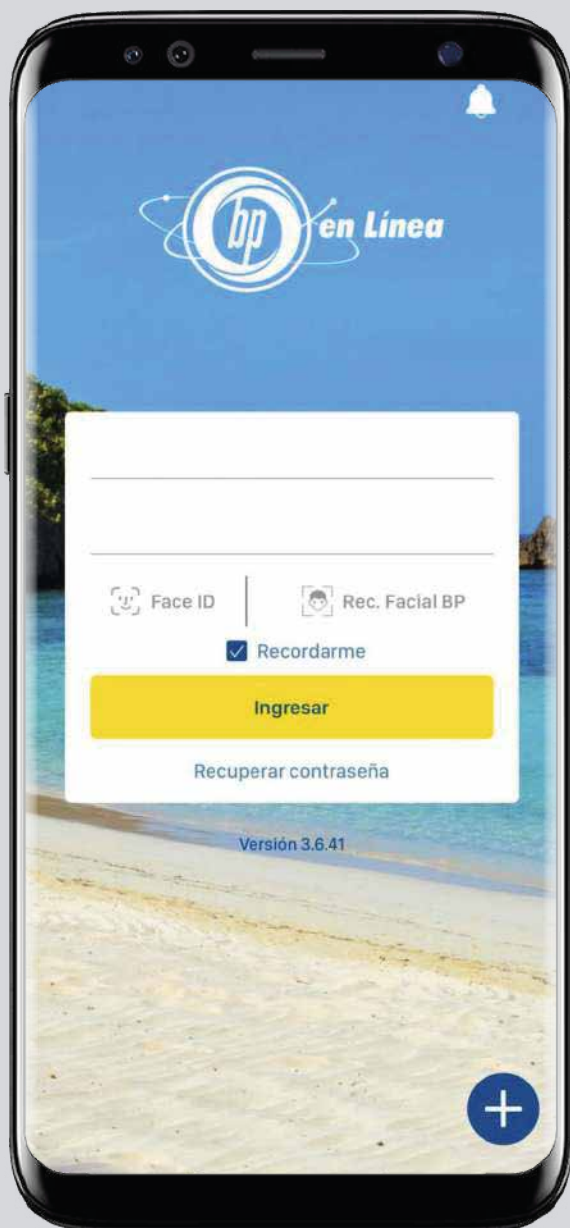 bp en Línea
Face ID
Rec. Facial BP
Recordarme
Ingresar
Recuperar contraseña
Versión 3.6.41